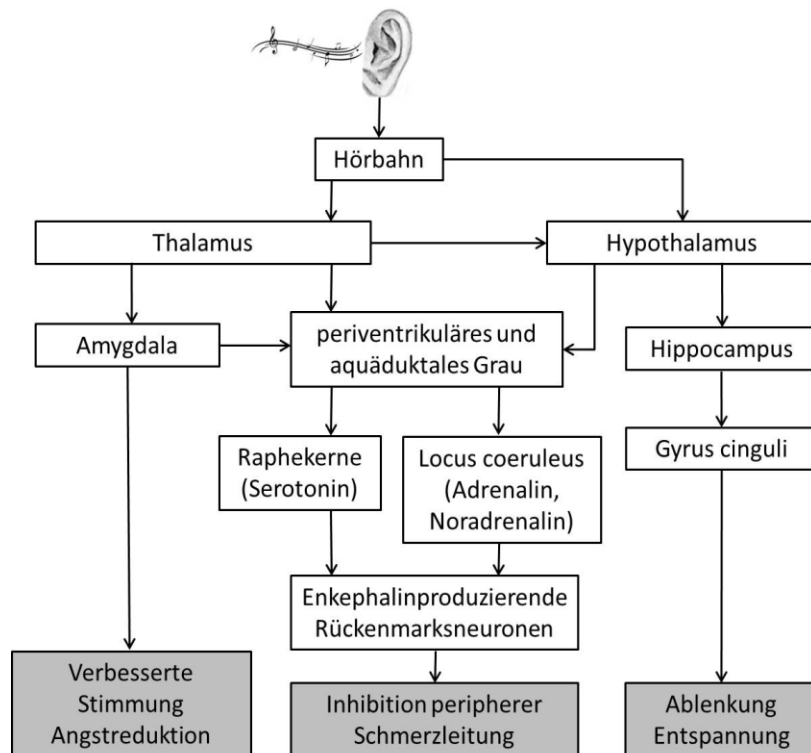 Hörbahn
Thalamus
Hypothalamus
Amygdala
periventrikuläres und
aquäduktales Grau
Hippocampus
Raphekerne
(Serotonin)
Locus coeruleus
(Adrenalin,
Noradrenalin)
Gyrus cinguli
Enkephalinproduzierende
Rückenmarksneuronen
Verbesserte
Stimmung
Angstreduktion
Inhibition peripherer
Schmerzleitung
Ablenkung
Entspannung